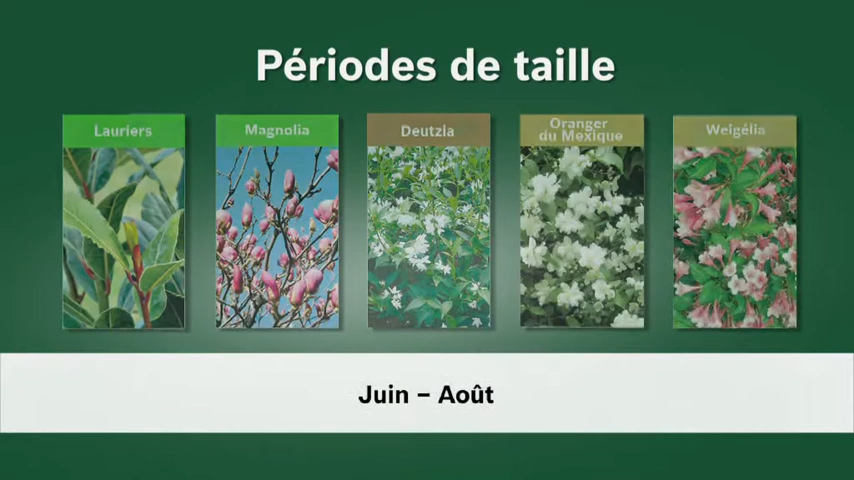 Périodes de taille
Lauriers
Magnolia
Deutzia
Oranger
du Mexique
Weigélia
Juin – Août